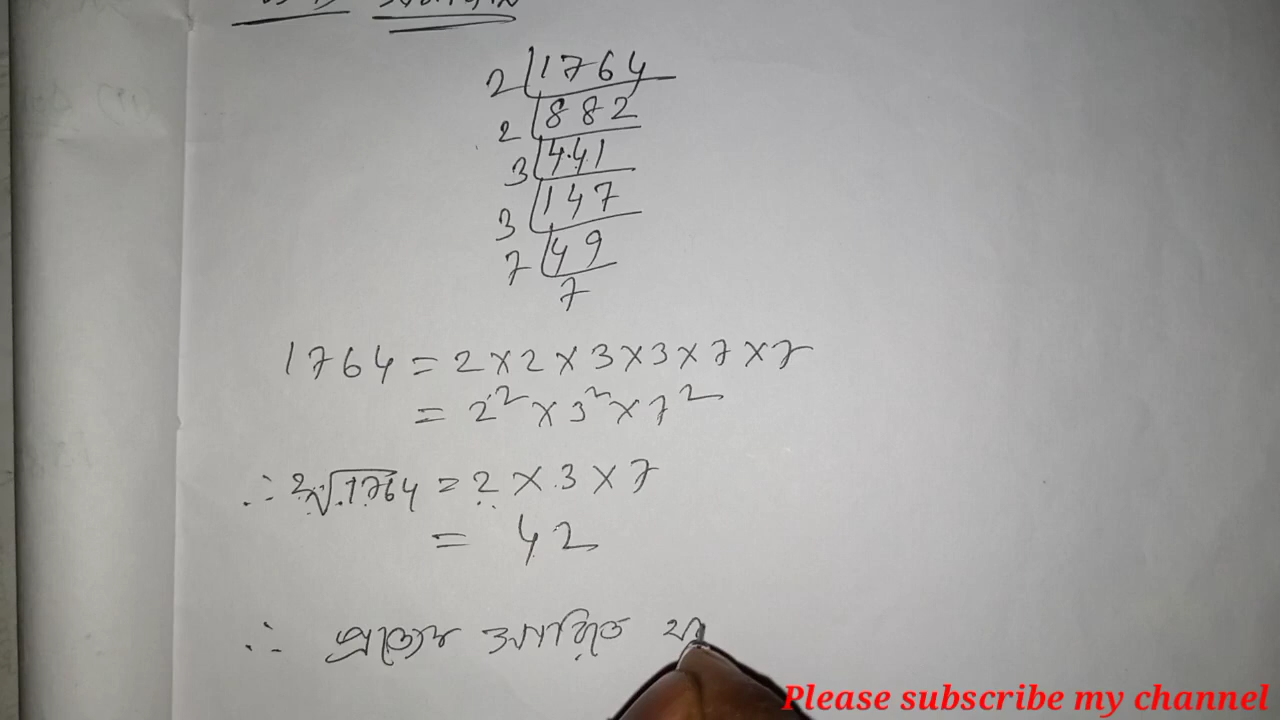 2 | 1764
2 | 882
3 | 441
3 | 147
7 | 49
7
1764 = 2 × 2 × 3 × 3 × 7 × 7
= 2² × 3² × 7²
∴ ²√1764 = 2 × 3 × 7
= 42
∴ প্রত্যেক সারিতে
Please subscribe my channel